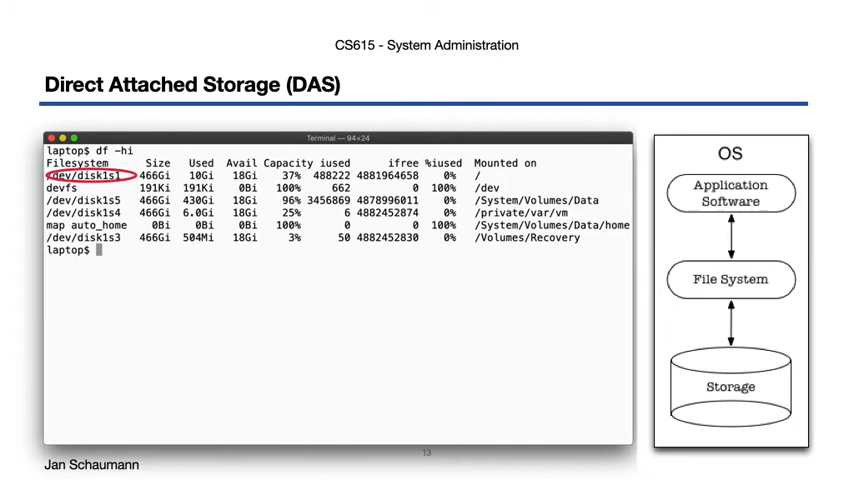 CS615 - System Administration
Direct Attached Storage (DAS)
Terminal — 94×24
laptop$ df -hi
Filesystem Size Used Avail Capacity iused ifree %iused Mounted on
/dev/disk1s1 466Gi 10Gi 18Gi 37% 488222 4881964658 0% /
devfs 191Ki 191Ki 0Bi 100% 662 0 100% /dev
/dev/disk1s5 466Gi 430Gi 18Gi 96% 3456869 4878996011 0% /System/Volumes/Data
/dev/disk1s4 466Gi 6.0Gi 18Gi 25% 6 4882452874 0% /private/var/vm
map auto_home 0Bi 0Bi 0Bi 100% 0 0 100% /System/Volumes/Data/home
/dev/disk1s3 466Gi 504Mi 18Gi 3% 50 4882452830 0% /Volumes/Recovery
laptop$
OS
Application
Software
File System
Storage
13
Jan Schaumann